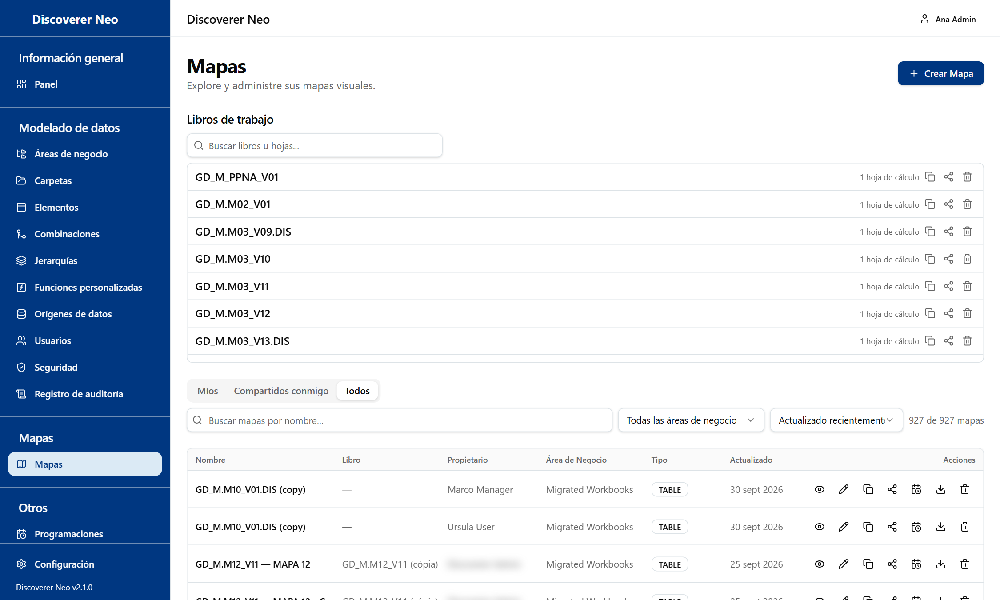 Discoverer Neo
Discoverer Neo
Ana Admin
Información general
Panel
Modelado de datos
Áreas de negocio
Carpetas
Elementos
Combinaciones
Jerarquías
Funciones personalizadas
Orígenes de datos
Usuarios
Seguridad
Registro de auditoría
Mapas
Mapas
Otros
Programaciones
Configuración
Discoverer Neo v2.1.0
Mapas
Explore y administre sus mapas visuales.
Crear Mapa
Libros de trabajo
Buscar libros u hojas...
GD_M_PPNA_V01 1 hoja de cálculo
GD_M.M02_V01 1 hoja de cálculo
GD_M.M03_V09.DIS 1 hoja de cálculo
GD_M.M03_V10 1 hoja de cálculo
GD_M.M03_V11 1 hoja de cálculo
GD_M.M03_V12 1 hoja de cálculo
GD_M.M03_V13.DIS 1 hoja de cálculo
Míos Compartidos conmigo Todos
Buscar mapas por nombre... Todas las áreas de negocio Actualizado recientement 927 de 927 mapas
Nombre Libro Propietario Área de Negocio Tipo Actualizado Acciones
GD_M.M10_V01.DIS (copy) — Marco Manager Migrated Workbooks TABLE 30 sept 2026
GD_M.M10_V01.DIS (copy) — Ursula User Migrated Workbooks TABLE 30 sept 2026
GD_M.M12_V11 — MAPA 12 GD_M.M12_V11 (cópia) Migrated Workbooks TABLE 25 sept 2026